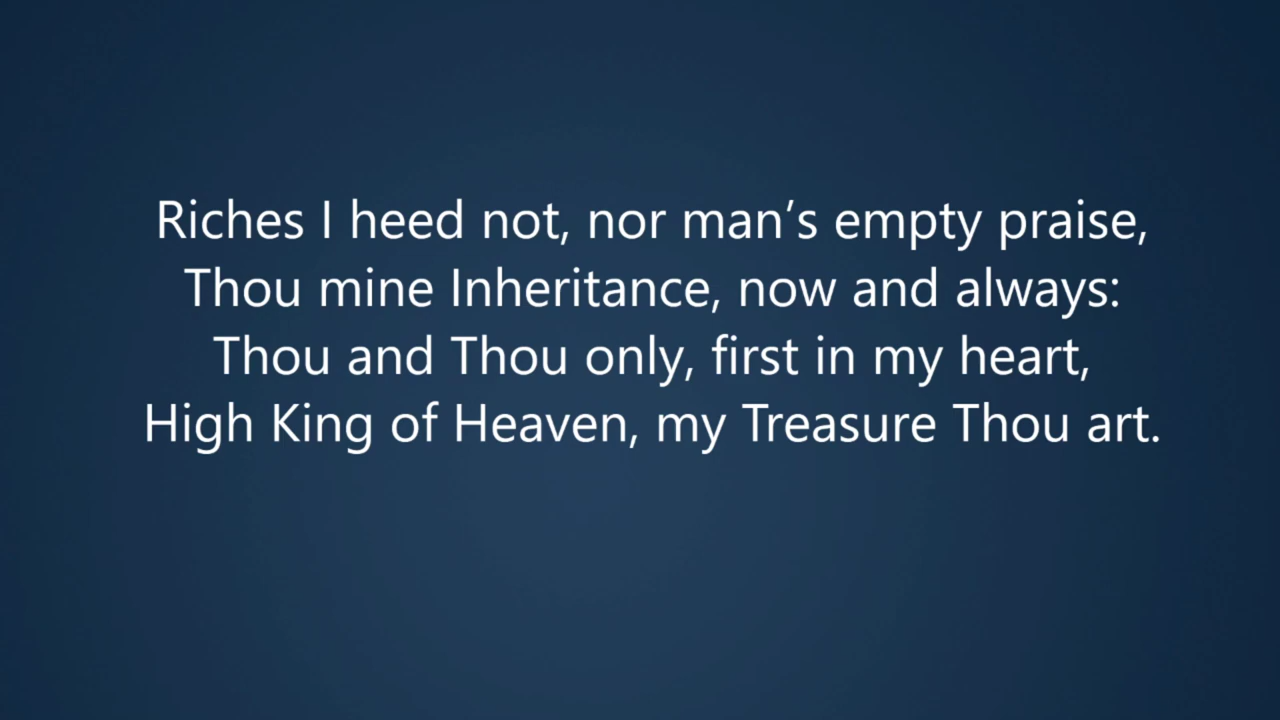 Riches I heed not, nor man’s empty praise,
Thou mine Inheritance, now and always:
Thou and Thou only, first in my heart,
High King of Heaven, my Treasure Thou art.